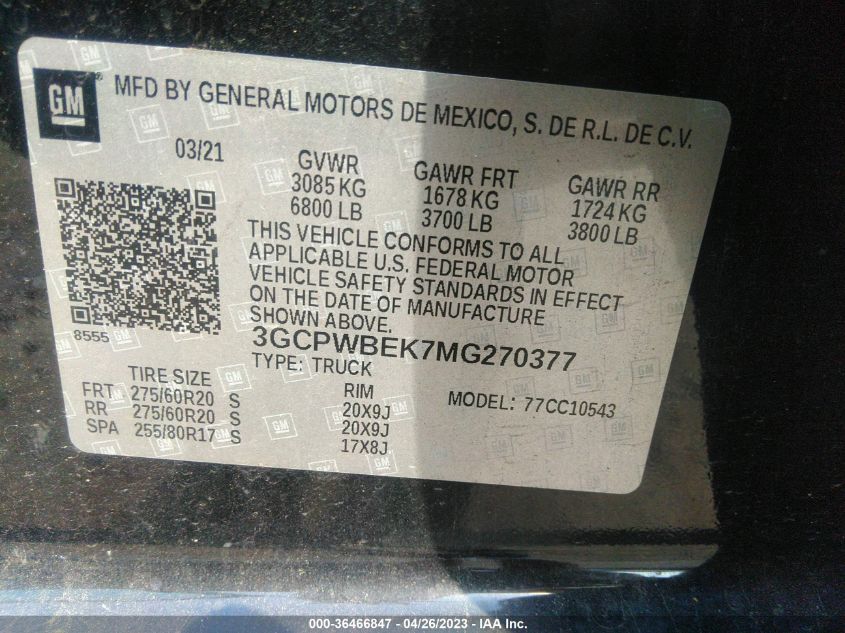 GM ®
MFD BY GENERAL MOTORS DE MEXICO, S. DE R.L. DE C.V.
03/21
GVWR
3085 KG
6800 LB
GAWR FRT
1678 KG
3700 LB
GAWR RR
1724 KG
3800 LB
THIS VEHICLE CONFORMS TO ALL
APPLICABLE U.S. FEDERAL MOTOR
VEHICLE SAFETY STANDARDS IN EFFECT
ON THE DATE OF MANUFACTURE
SHOWN ABOVE.
8555
3GCPWBEK7MG270377
TYPE: TRUCK
MODEL: 77CC10543
TIRE SIZE
RIM
FRT 275/60R20 S 20X9J
RR 275/60R20 S 20X9J
SPA 255/80R17 S 17X8J
000-36466847 - 04/26/2023 - IAA Inc.